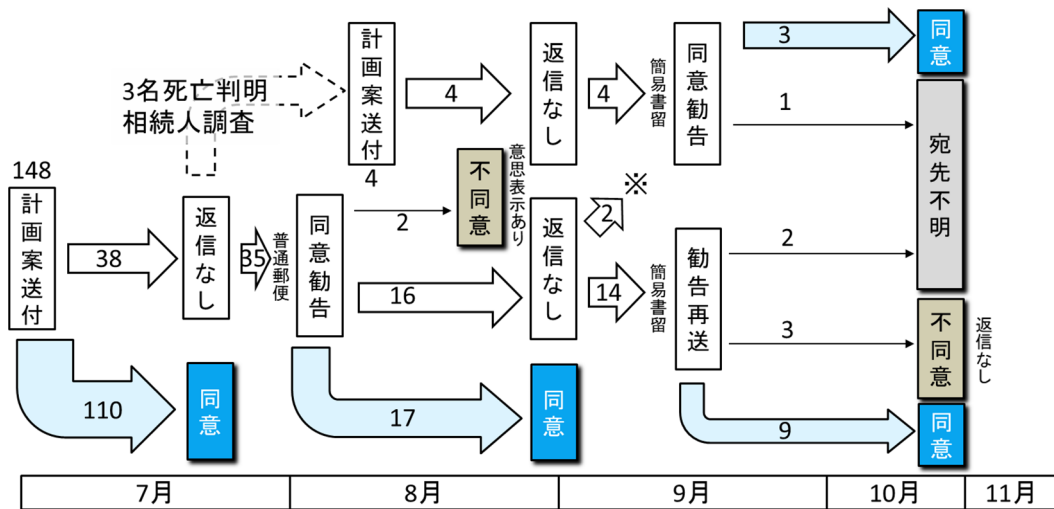 3名死亡判明
相続人調査
計画案送付
4
4
返信なし
4
簡易書留
同意勧告
3
同意
1
宛先不明
148
計画案送付
38
返信なし
35
普通郵便
同意勧告
2
不同意
意思表示あり
16
返信なし
2
※
14
簡易書留
勧告再送
2
3
不同意
返信なし
110
同意
17
同意
9
同意
7月
8月
9月
10月
11月